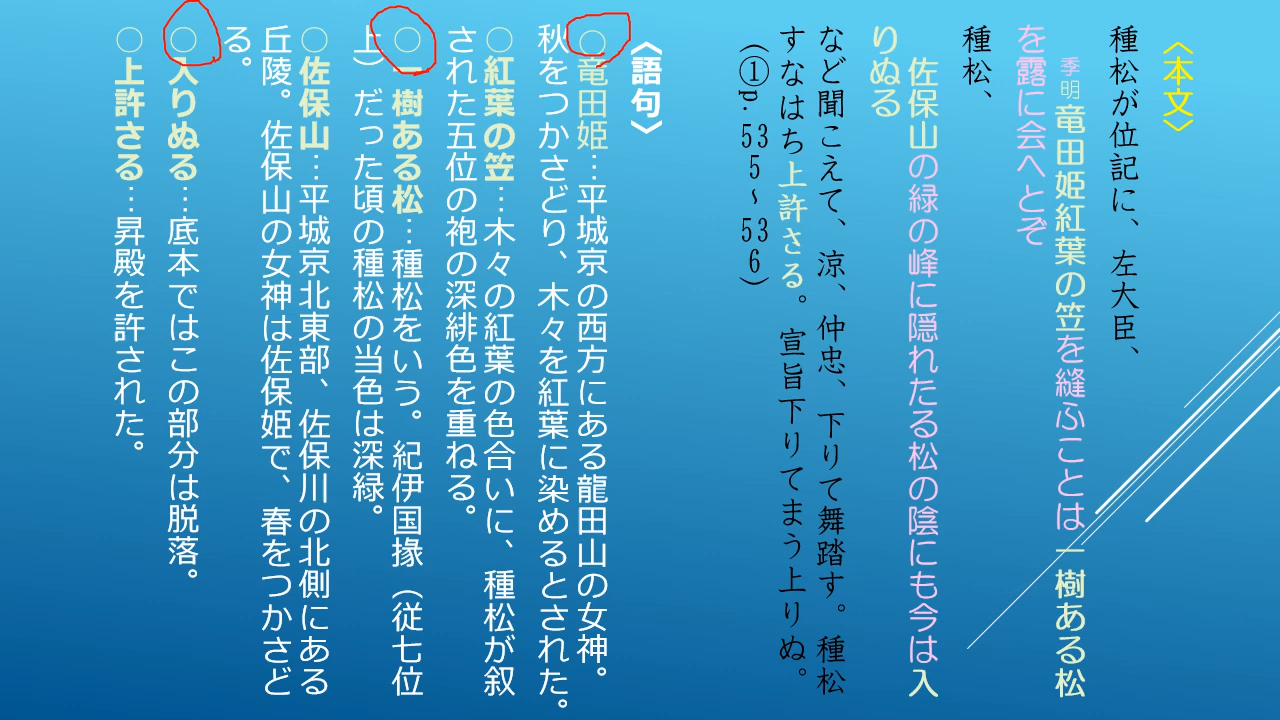 〈本文〉
種松が位記に、左大臣、
季明竜田姫紅葉の笠を縫ふことは一樹ある松
を露に会へとぞ
種松、
佐保山の緑の峰に隠れたる松の陰にも今は入
りぬる
など聞こえて、涼、仲忠、下りて舞踏す。種松
すなはち上許さる。宣旨下りてまう上りぬ。
(①p.535~536)
〈語句〉
○竜田姫…平城京の西方にある龍田山の女神。
秋をつかさどり、木々を紅葉に染めるとされた。
○紅葉の笠…木々の紅葉の色合いに、種松が叙
された五位の袍の深緋色を重ねる。
○一樹ある松…種松をいう。紀伊国掾（従七位
上）だった頃の種松の当色は深緑。
○佐保山…平城京北東部、佐保川の北側にある
丘陵。佐保山の女神は佐保姫で、春をつかさど
る。
○入りぬる…底本ではこの部分は脱落。
○上許さる…昇殿を許された。